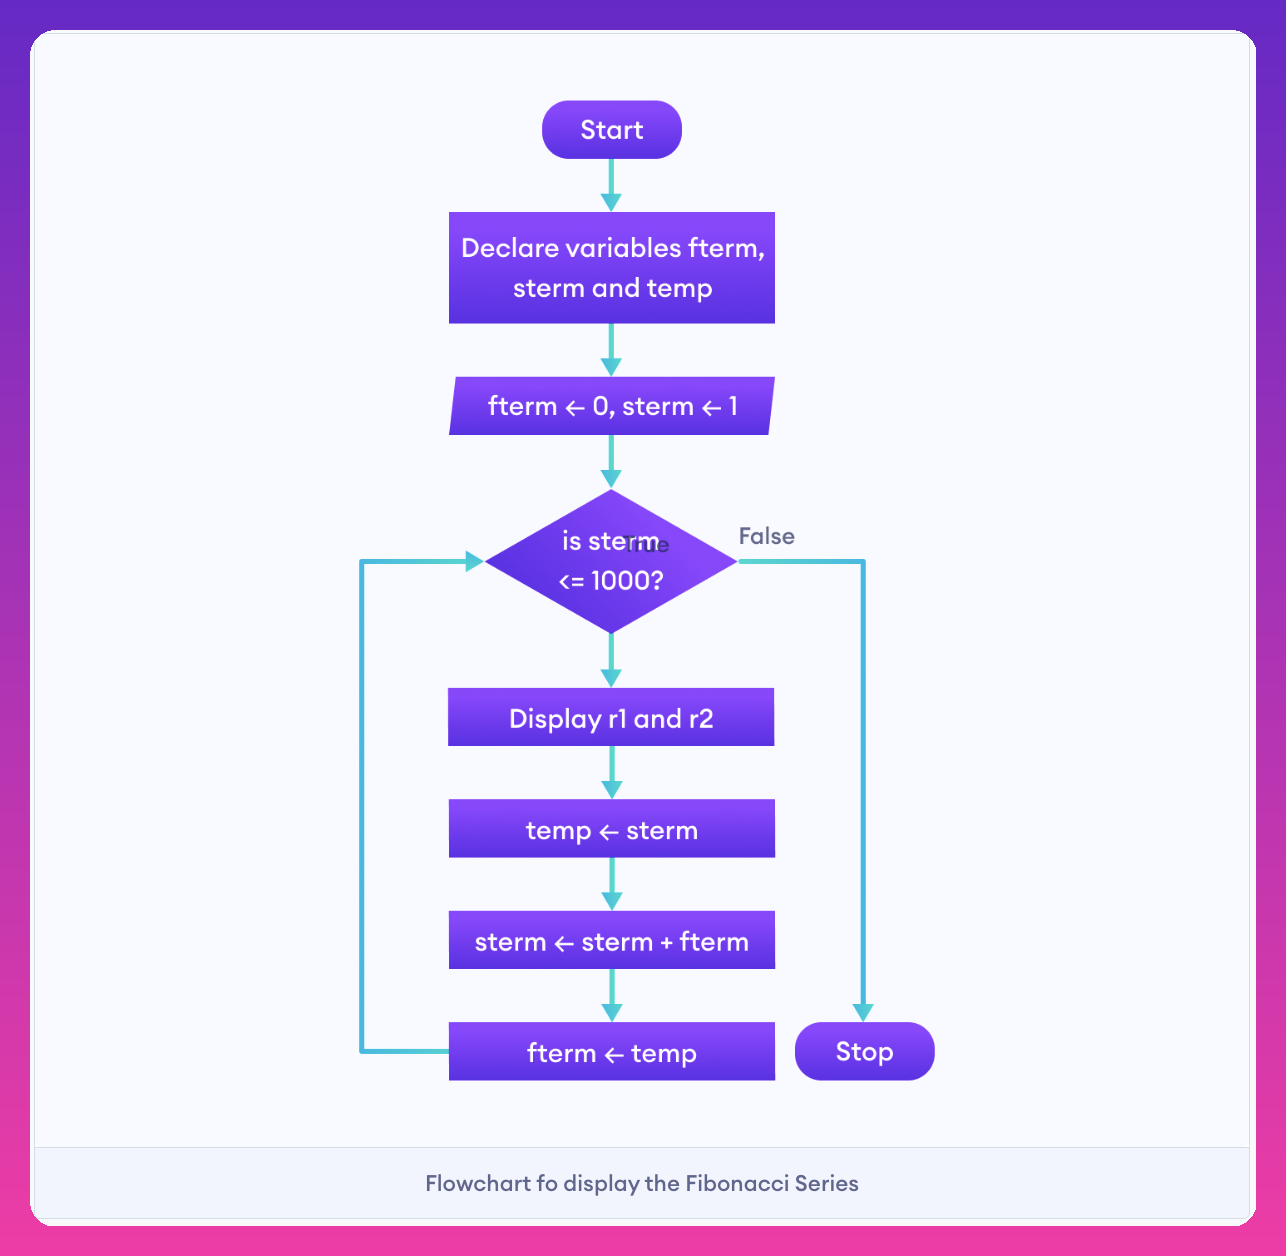 Start
Declare variables fterm,
sterm and temp
fterm ← 0, sterm ← 1
is sterm
True
<= 1000?
False
Display r1 and r2
temp ← sterm
sterm ← sterm + fterm
fterm ← temp
Stop
Flowchart fo display the Fibonacci Series